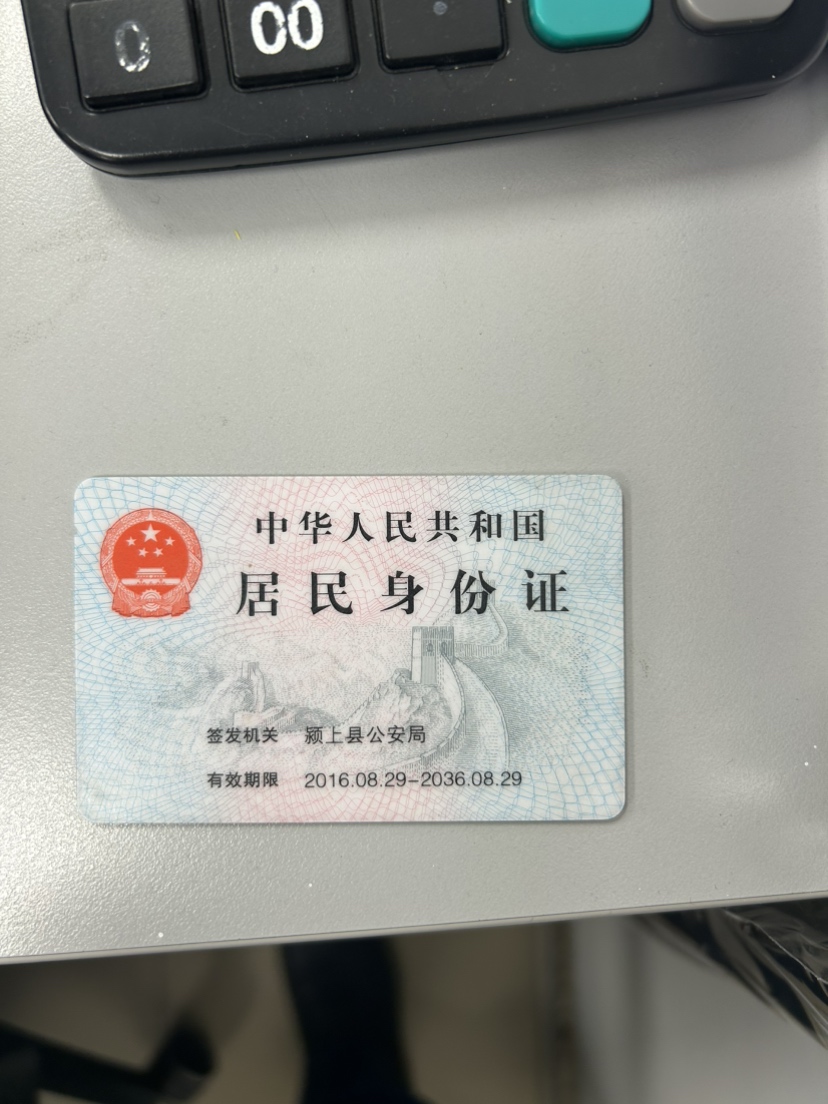 0 00 ·
中华人民共和国
居民身份证
签发机关 颍上县公安局
有效期限 2016.08.29-2036.08.29